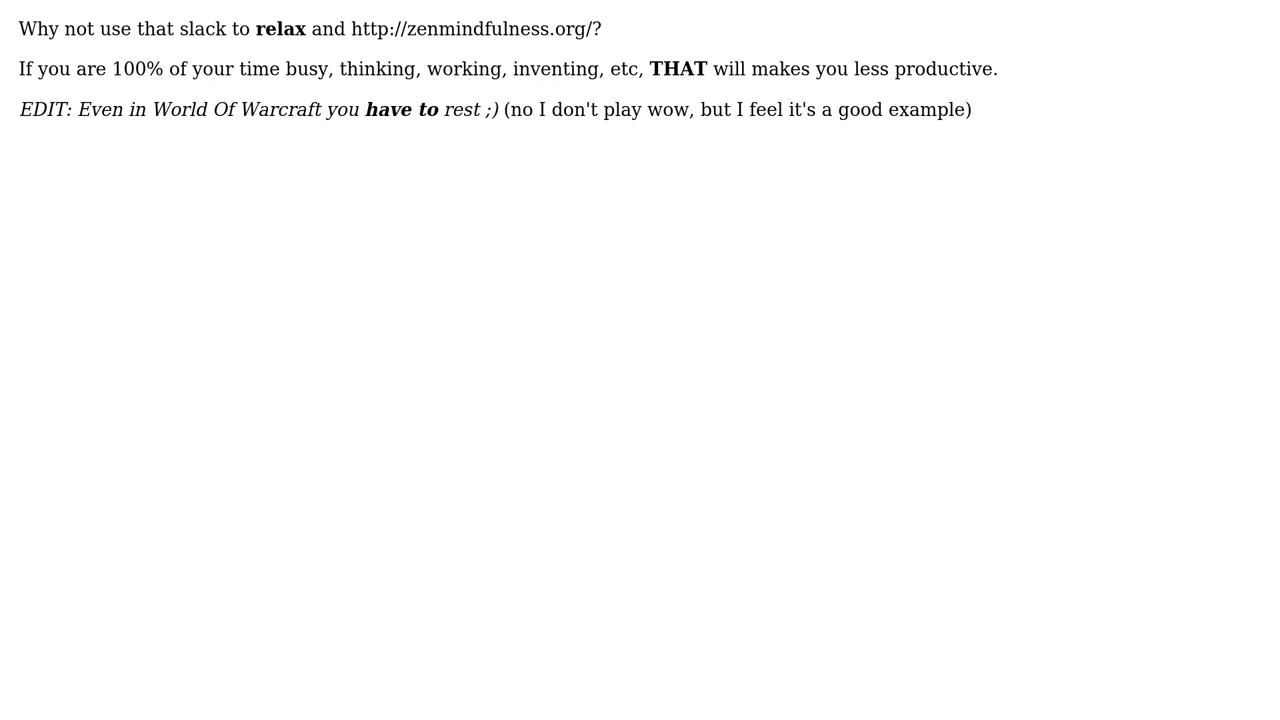 Why not use that slack to relax and http://zenmindfulness.org/?
If you are 100% of your time busy, thinking, working, inventing, etc, THAT will makes you less productive.
EDIT: Even in World Of Warcraft you have to rest ;) (no I don't play wow, but I feel it's a good example)